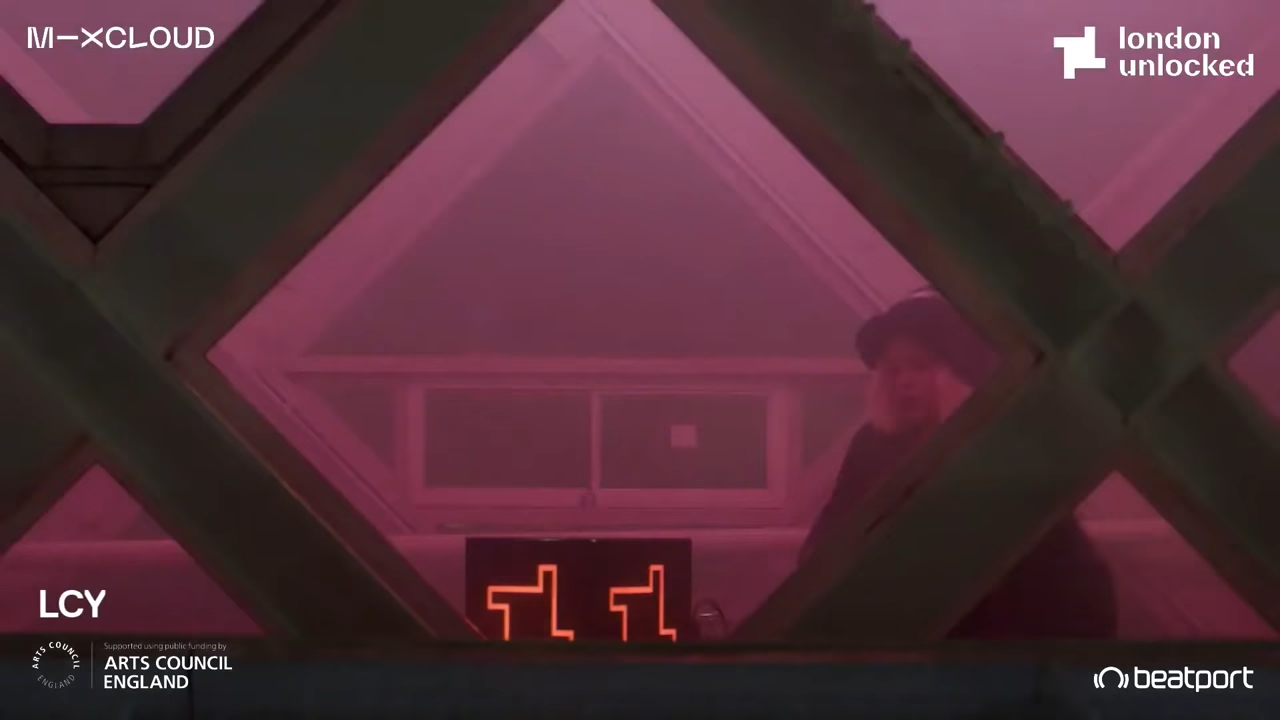 M—XCLOUD
london
unlocked
LCY
ARTS COUNCIL
ENGLAND
Supported using public funding by
ARTS COUNCIL
ENGLAND
beatport